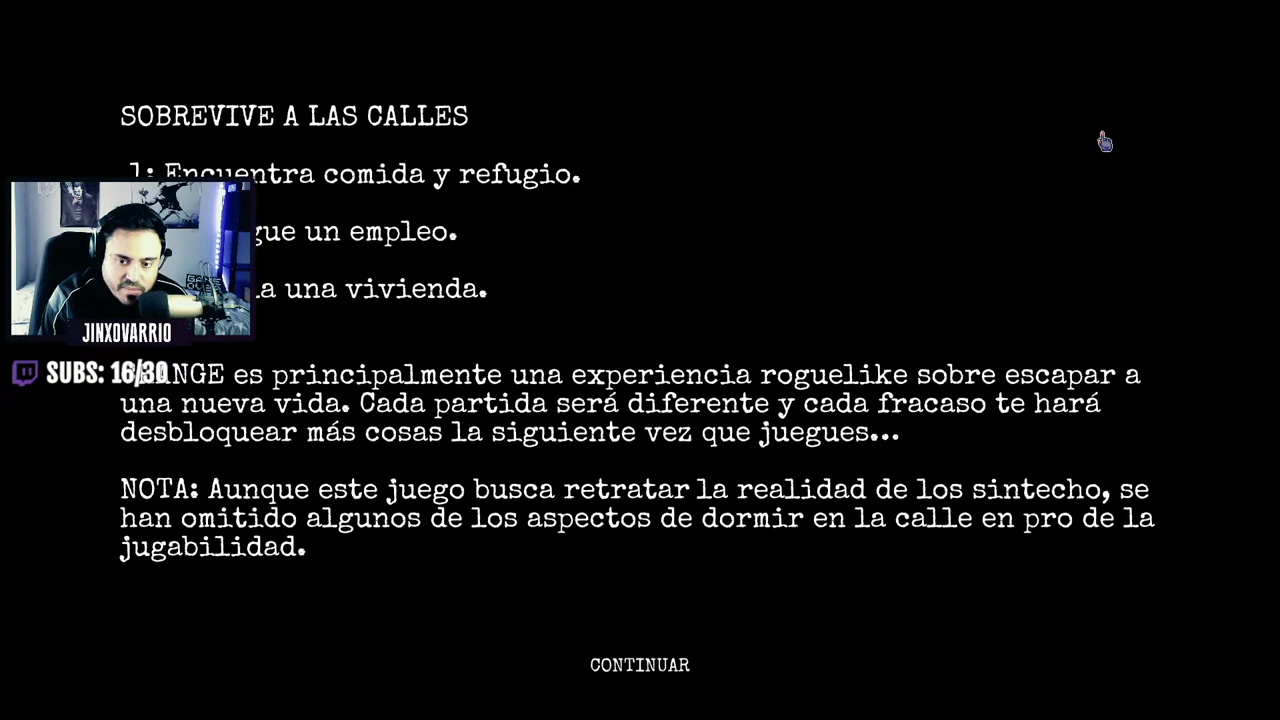 SOBREVIVE A LAS CALLES
1: Encuentra comida y refugio.
un empleo.
una vivienda.
JINXOVARRIO
SUBS: 16/30
es principalmente una experiencia roguelike sobre escapar a
una nueva vida. Cada partida será diferente y cada fracaso te hará
desbloquear más cosas la siguiente vez que juegues...
NOTA: Aunque este juego busca retratar la realidad de los sintecho, se
han omitido algunos de los aspectos de dormir en la calle en pro de la
jugabilidad.
CONTINUAR